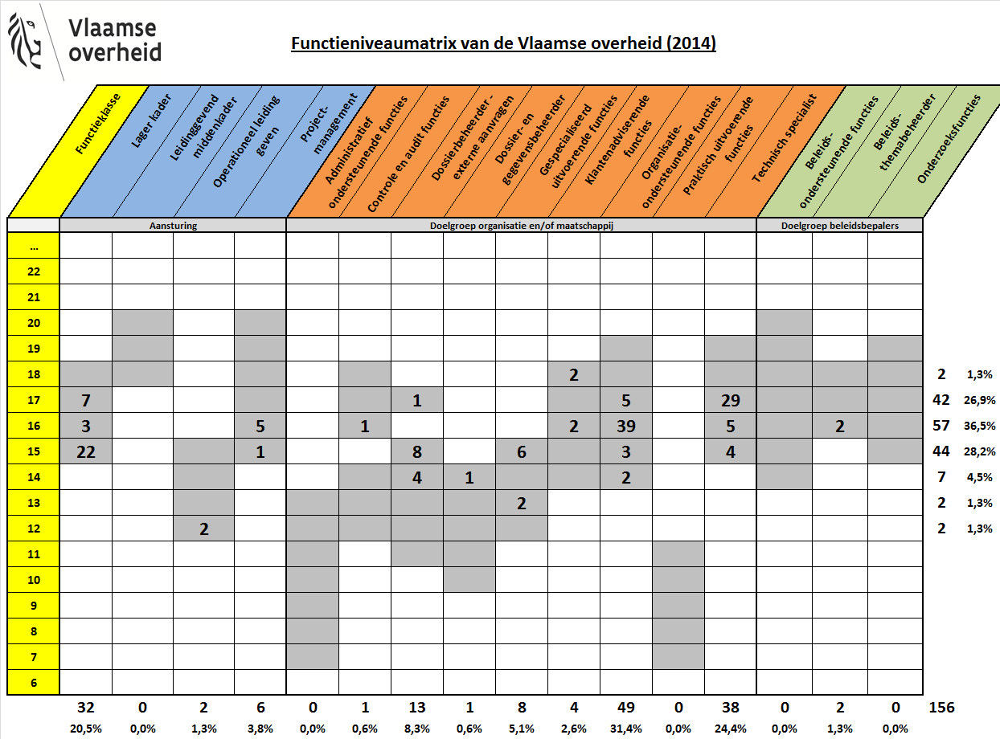 Vlaamse
overheid
Functieniveaumatrix van de Vlaamse overheid (2014)
Functieklasse
Lager kader
Leidinggevend
middenkader
Operationeel leiding
geven
Project-
management
Administratief
ondersteunende functies
Controle en audit functies
Dossierbeheerder -
externe aanvragen
Dossier- en
gegevensbeheerder
Gespecialiseerd
uitvoerende functies
Klantenadviserende
functies
Organisatie-
ondersteunende functies
Praktisch uitvoerende
functies
Technisch specialist
Beleids-
ondersteunende functies
Beleids-
themabeheerder
Onderzoeksfuncties
Aansturing Doelgroep organisatie en/of maatschappij Doelgroep beleidsbepalers
...
22
21
20
19
18 2 2 1,3%
17 7 1 5 29 42 26,9%
16 3 5 1 2 39 5 2 57 36,5%
15 22 1 8 6 3 4 44 28,2%
14 4 1 2 7 4,5%
13 2 2 1,3%
12 2 2 1,3%
11
10
9
8
7
6
32 0 2 6 0 1 13 1 8 4 49 0 38 0 2 0 156
20,5% 0,0% 1,3% 3,8% 0,0% 0,6% 8,3% 0,6% 5,1% 2,6% 31,4% 0,0% 24,4% 0,0% 1,3% 0,0%